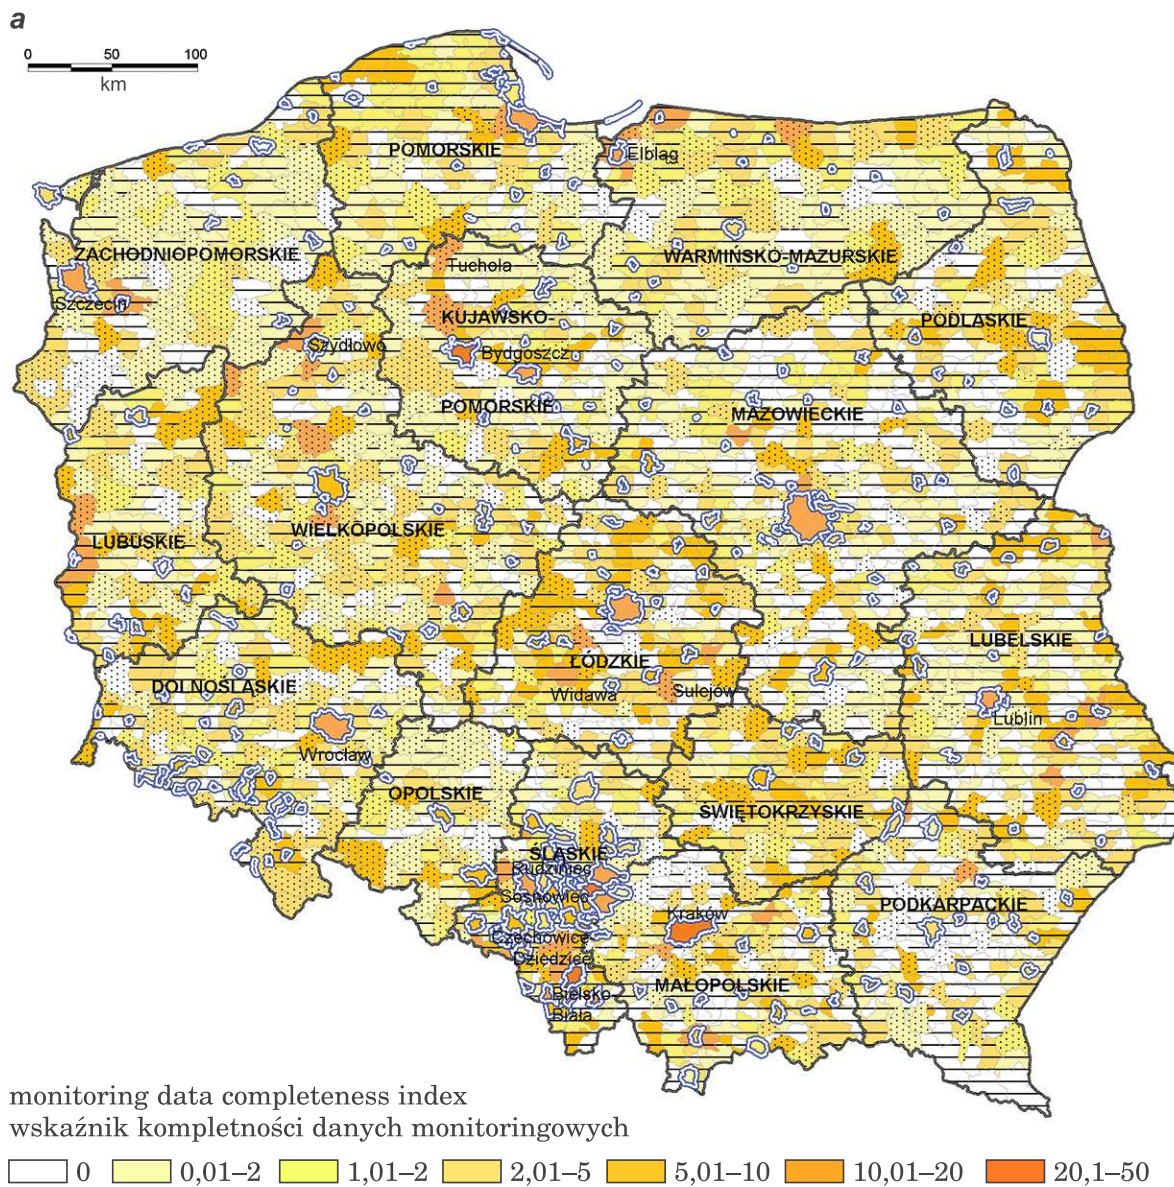 a
0 50 100
km
POMORSKIE
Elbląg
ZACHODNIOPOMORSKIE
WARMIŃSKO-MAZURSKIE
Tuchola
Szczecin
KUJAWSKO-
PODLASKIE
Szydłowo
Bydgoszcz
POMORSKIE
MAZOWIECKIE
WIELKOPOLSKIE
LUBUSKIE
LUBELSKIE
ŁÓDZKIE
DOLNOŚLĄSKIE
Widawa
Sulejów
Lublin
Wrocław
OPOLSKIE
ŚWIĘTOKRZYSKIE
ŚLĄSKIE
Rudziniec
Sosnowiec
PODKARPACKIE
Kraków
Czechowice-
Dziedzice
MAŁOPOLSKIE
Bielsko-
Biała
monitoring data completeness index
wskaźnik kompletności danych monitoringowych
0 0,01–2 1,01–2 2,01–5 5,01–10 10,01–20 20,1–50